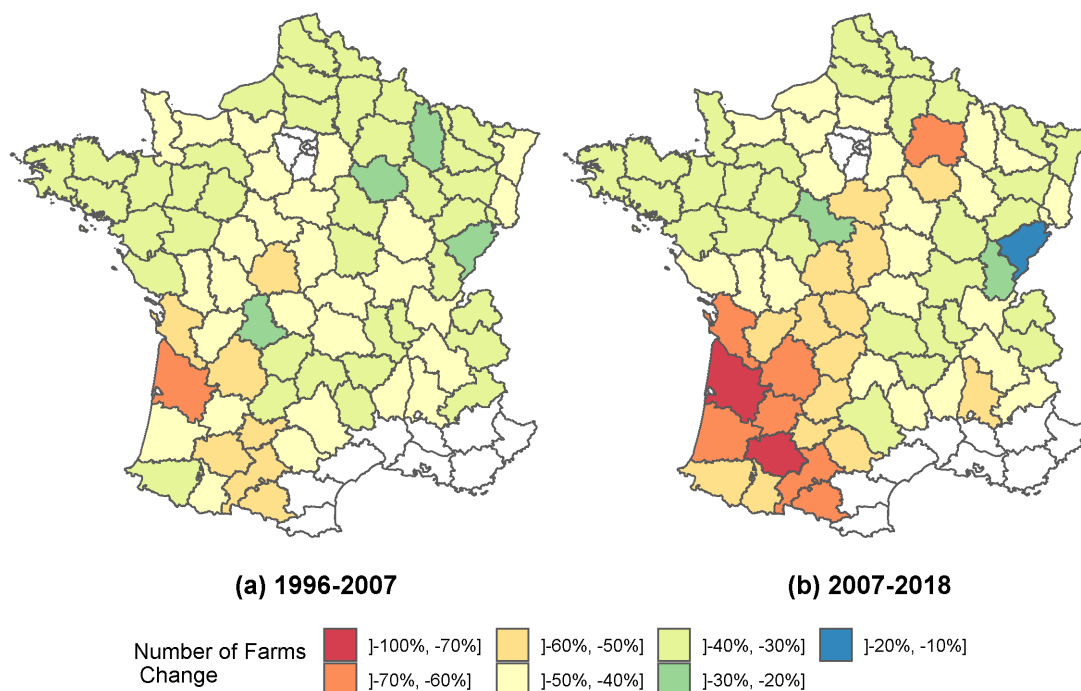 (a) 1996-2007
(b) 2007-2018
Number of Farms
Change
]-100%, -70%]
]-60%, -50%]
]-40%, -30%]
]-20%, -10%]
]-70%, -60%]
]-50%, -40%]
]-30%, -20%]